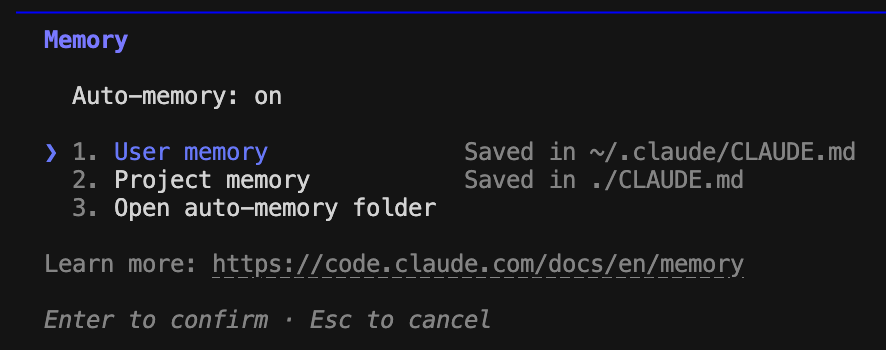 Memory
Auto-memory: on
❯ 1. User memory Saved in ~/.claude/CLAUDE.md
2. Project memory Saved in ./CLAUDE.md
3. Open auto-memory folder
Learn more: https://code.claude.com/docs/en/memory
Enter to confirm · Esc to cancel